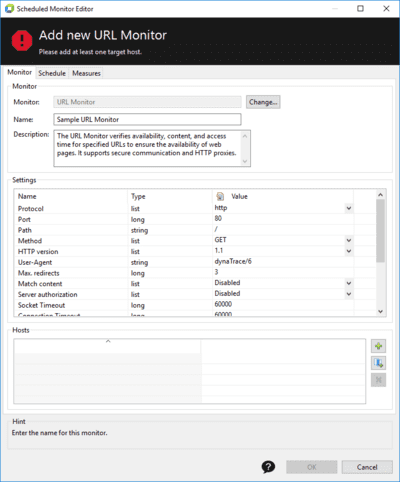 Scheduled Monitor Editor
Add new URL Monitor
Please add at least one target host.
Monitor Schedule Measures
Monitor
Monitor: URL Monitor Change...
Name: Sample URL Monitor
Description: The URL Monitor verifies availability, content, and access
time for specified URLs to ensure the availability of web
pages. It supports secure communication and HTTP proxies.
Settings
Name Type Value
Protocol list http
Port long 80
Path string /
Method list GET
HTTP version list 1.1
User-Agent string dynaTrace/6
Max. redirects long 3
Match content list Disabled
Server authorization list Disabled
Socket Timeout long 60000
Connection Timeout long 60000
Hosts
Hint
Enter the name for this monitor.
? OK Cancel